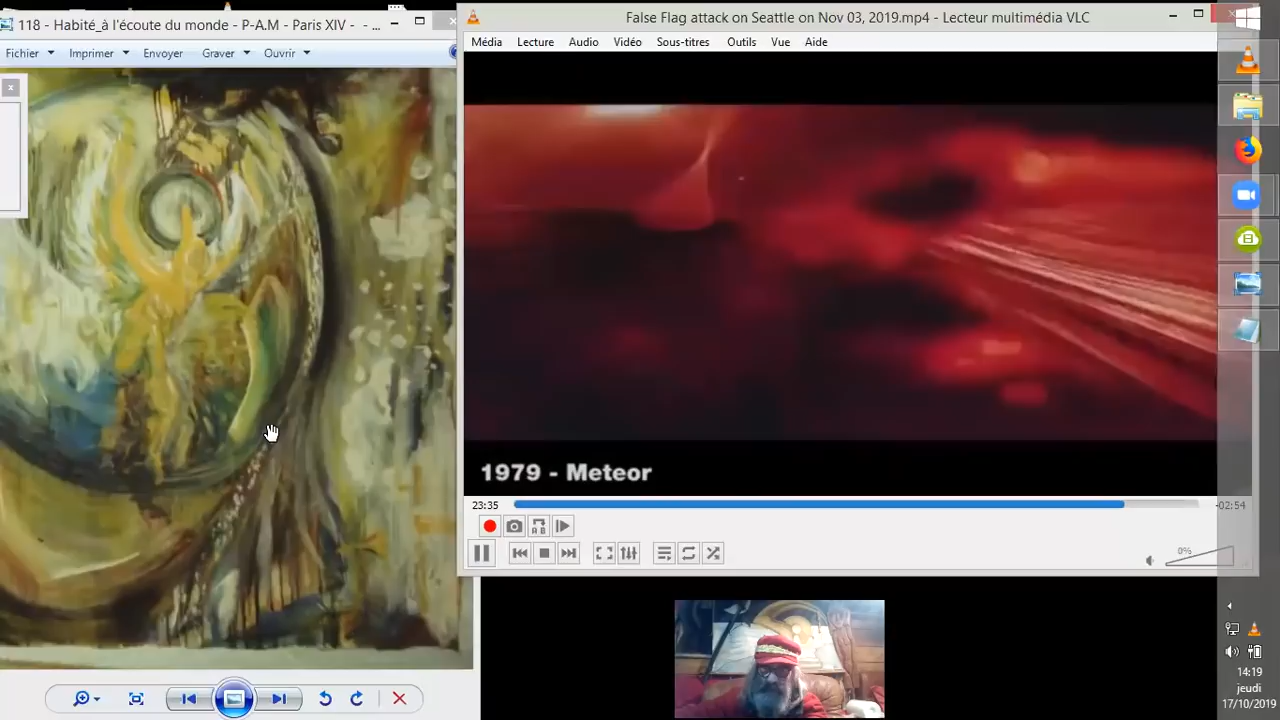 118 - Habité_à l'écoute du monde - P-A-M - Paris XIV - - ...
Fichier Imprimer Envoyer Graver Ouvrir
False Flag attack on Seattle on Nov 03, 2019.mp4 - Lecteur multimédia VLC
Média Lecture Audio Vidéo Sous-titres Outils Vue Aide
1979 - Meteor
23:35
-02:54
0%
14:19
jeudi
17/10/2019